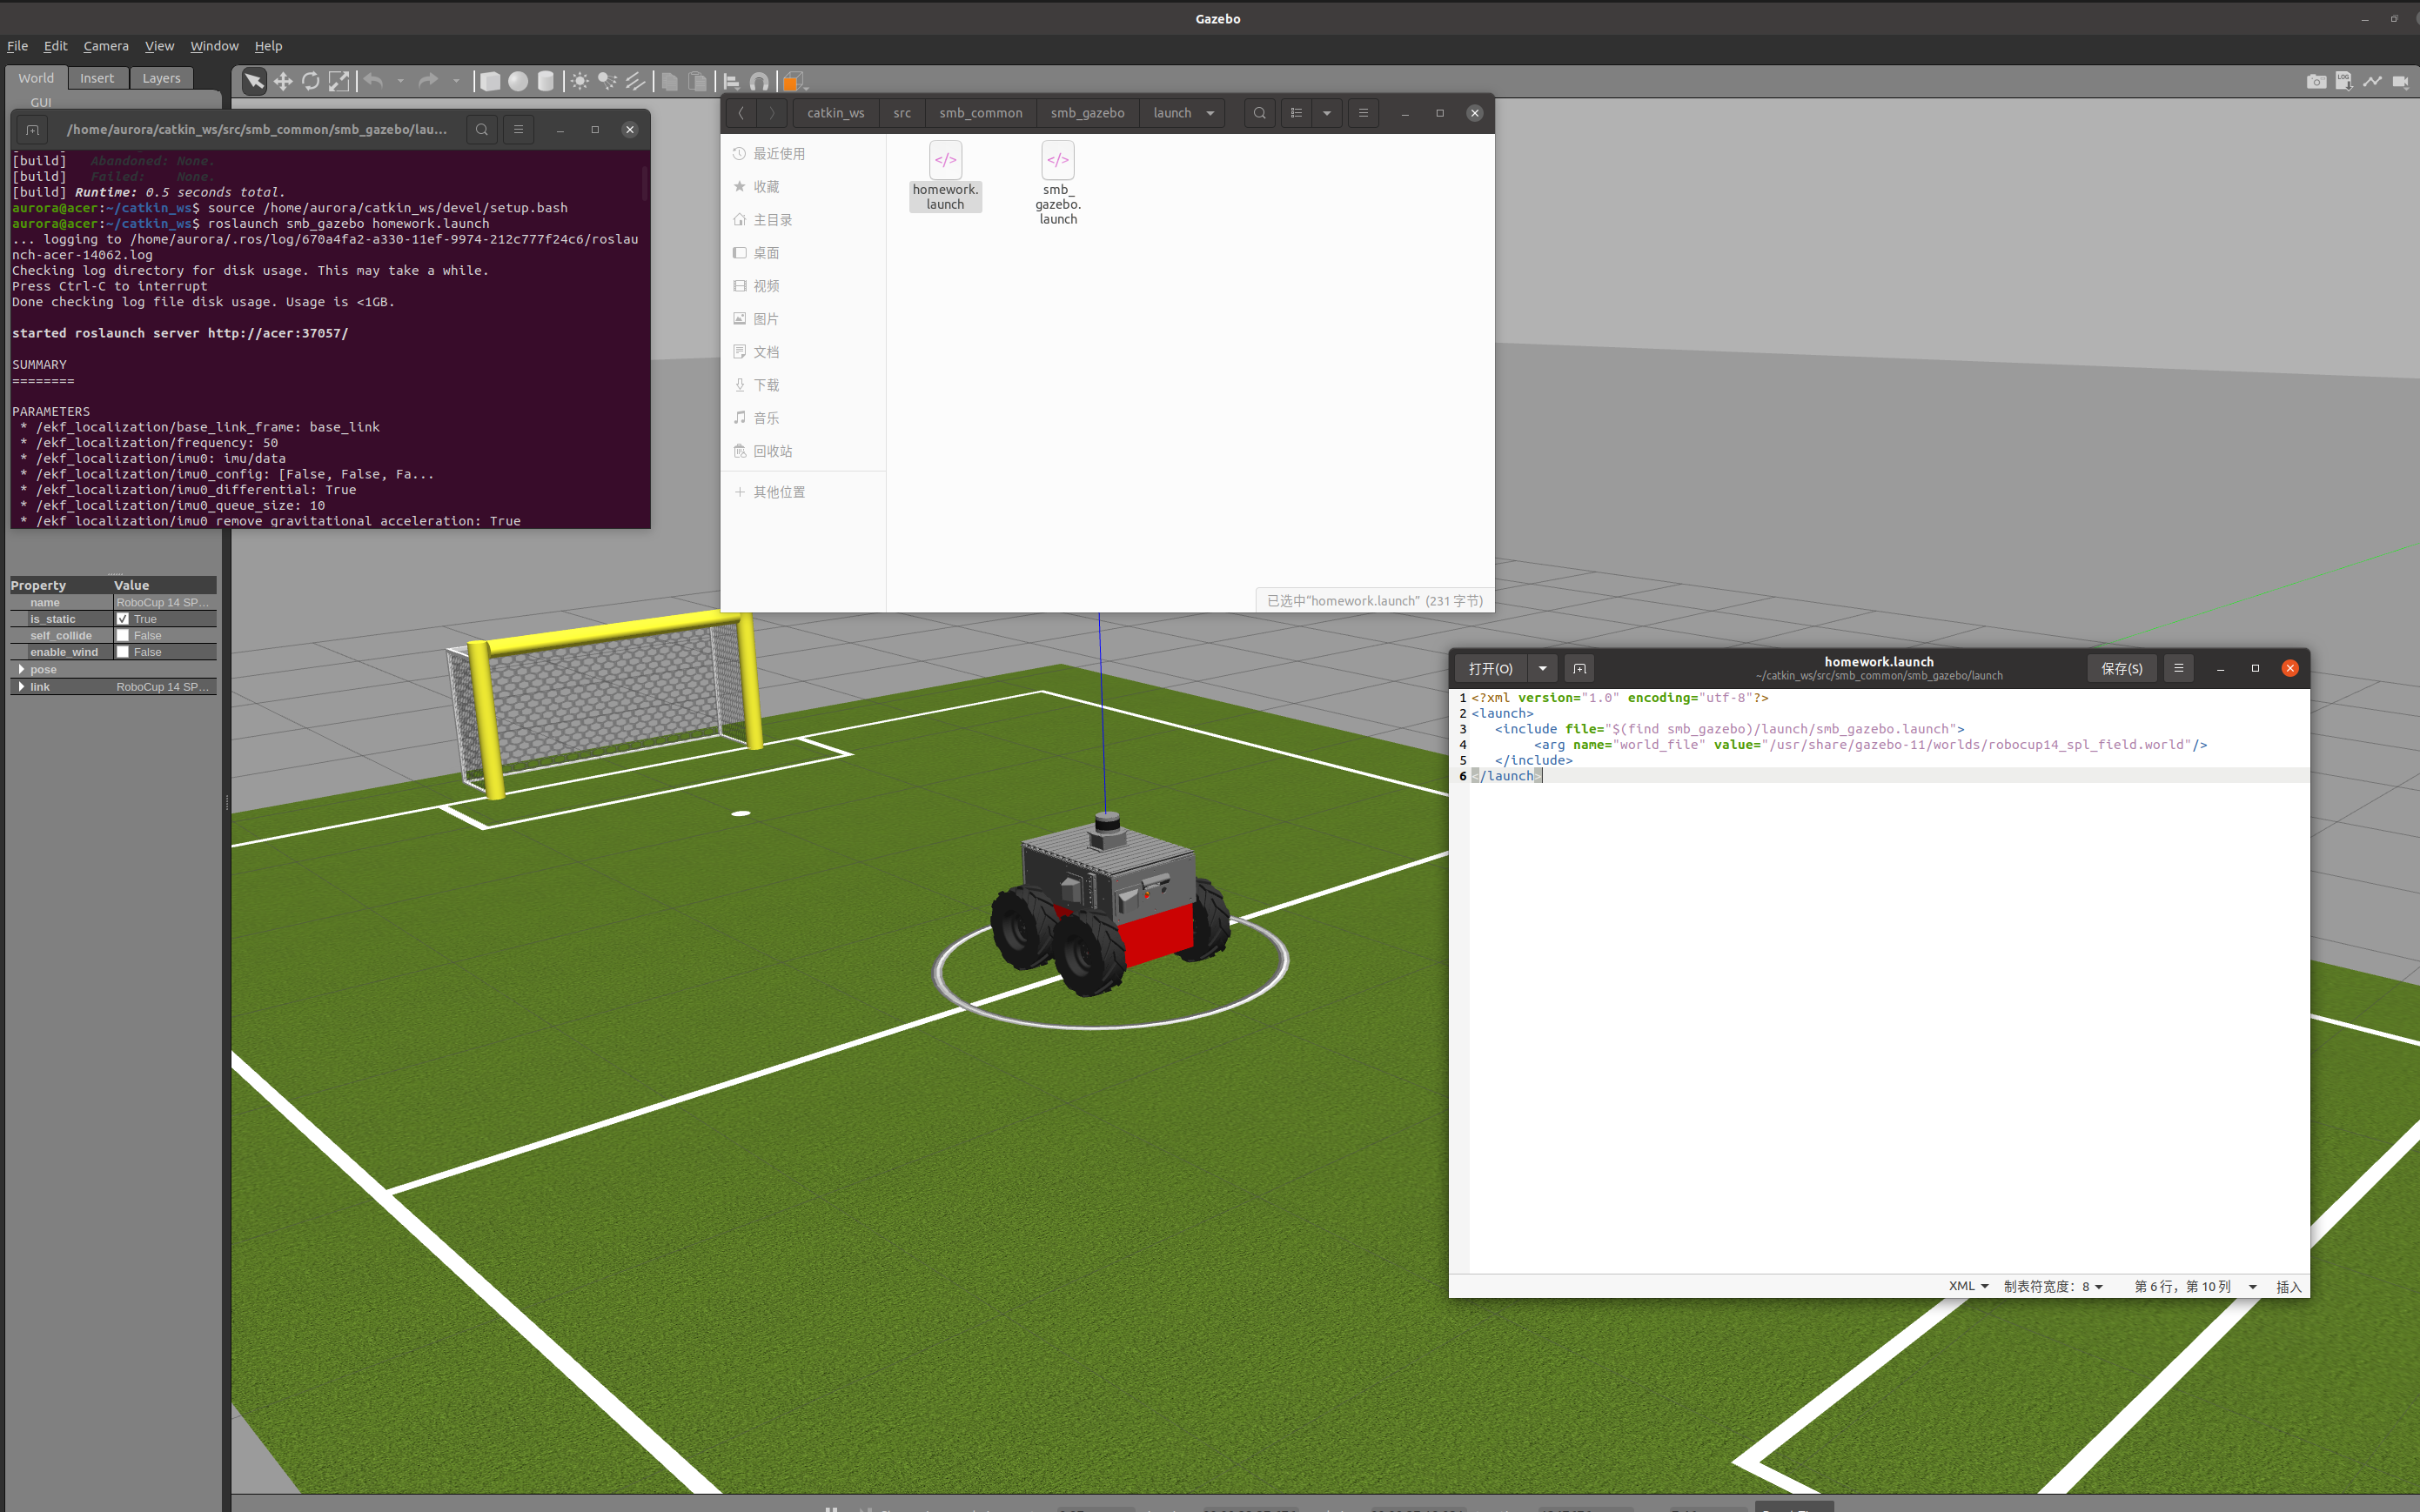 Gazebo
File Edit Camera View Window Help
World Insert Layers
GUI
/home/aurora/catkin_ws/src/smb_common/smb_gazebo/lau...
[build] Abandoned: None.
[build] Failed: None.
[build] Runtime: 0.5 seconds total.
aurora@acer:~/catkin_ws$ source /home/aurora/catkin_ws/devel/setup.bash
aurora@acer:~/catkin_ws$ roslaunch smb_gazebo homework.launch
... logging to /home/aurora/.ros/log/670a4fa2-a330-11ef-9974-212c777f24c6/roslau
nch-acer-14062.log
Checking log directory for disk usage. This may take a while.
Press Ctrl-C to interrupt
Done checking log file disk usage. Usage is <1GB.
started roslaunch server http://acer:37057/
SUMMARY
========
PARAMETERS
* /ekf_localization/base_link_frame: base_link
* /ekf_localization/frequency: 50
* /ekf_localization/imu0: imu/data
* /ekf_localization/imu0_config: [False, False, Fa...
* /ekf_localization/imu0_differential: True
* /ekf_localization/imu0_queue_size: 10
* /ekf_localization/imu0_remove_gravitational_acceleration: True
Property Value
name RoboCup 14 SP...
is_static True
self_collide False
enable_wind False
pose
link RoboCup 14 SP...
catkin_ws src smb_common smb_gazebo launch
最近使用
收藏
主目录
桌面
视频
图片
文档
下载
音乐
回收站
其他位置
homework.
launch
smb_
gazebo.
launch
已选中“homework.launch” (231 字节)
打开(O)
homework.launch
~/catkin_ws/src/smb_common/smb_gazebo/launch
保存(S)
1 <?xml version="1.0" encoding="utf-8"?>
2 <launch>
3 <include file="$(find smb_gazebo)/launch/smb_gazebo.launch">
4 <arg name="world_file" value="/usr/share/gazebo-11/worlds/robocup14_spl_field.world"/>
5 </include>
6 </launch>
XML 制表符宽度：8 第 6 行，第 10 列 插入